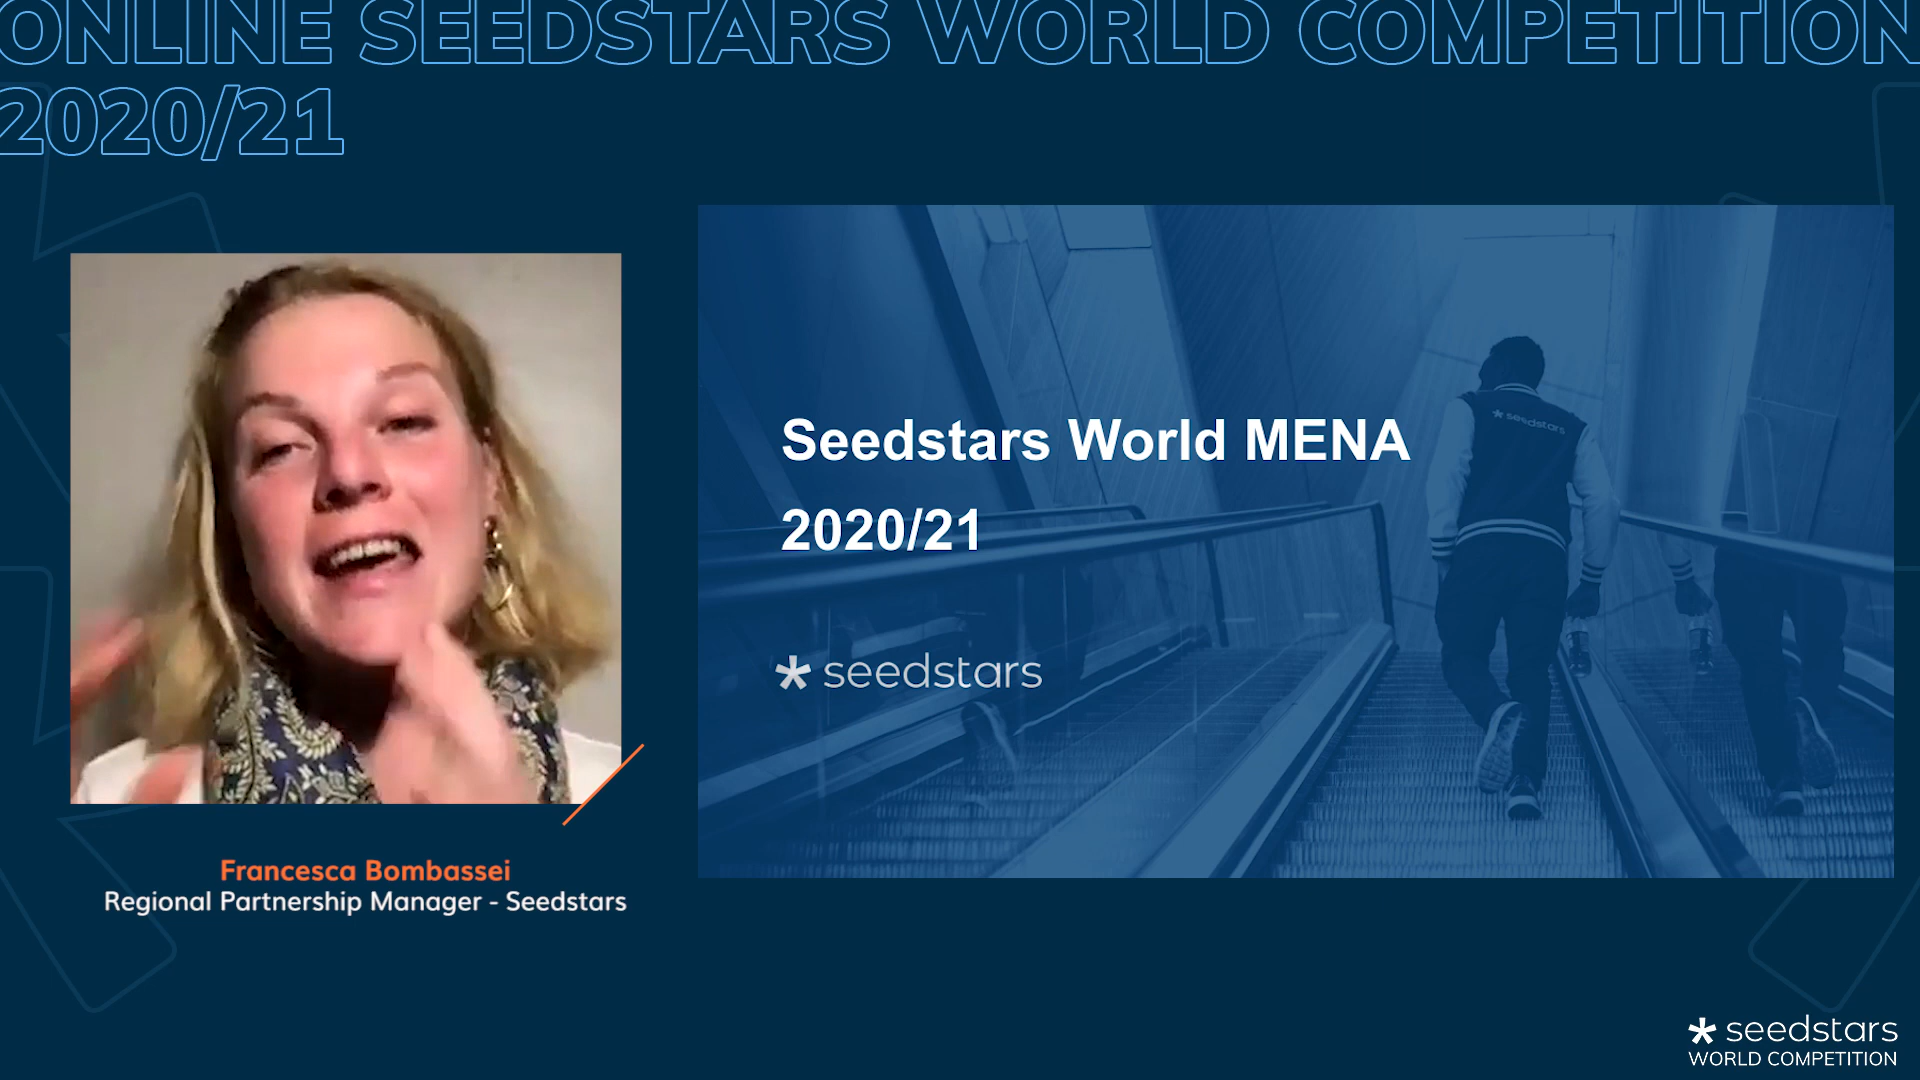 ONLINE SEEDSTARS WORLD COMPETITION
2020/21
Seedstars World MENA
2020/21
seedstars
seedstars
Francesca Bombassei
Regional Partnership Manager - Seedstars
seedstars
WORLD COMPETITION